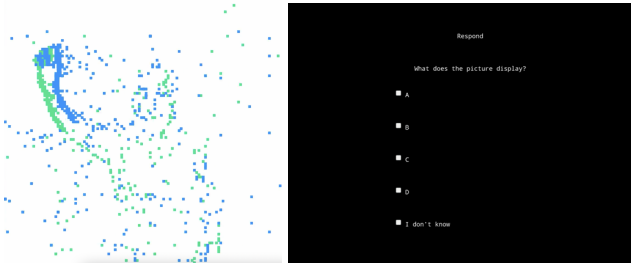 Respond
What does the picture display?
A
B
C
D
I don't know